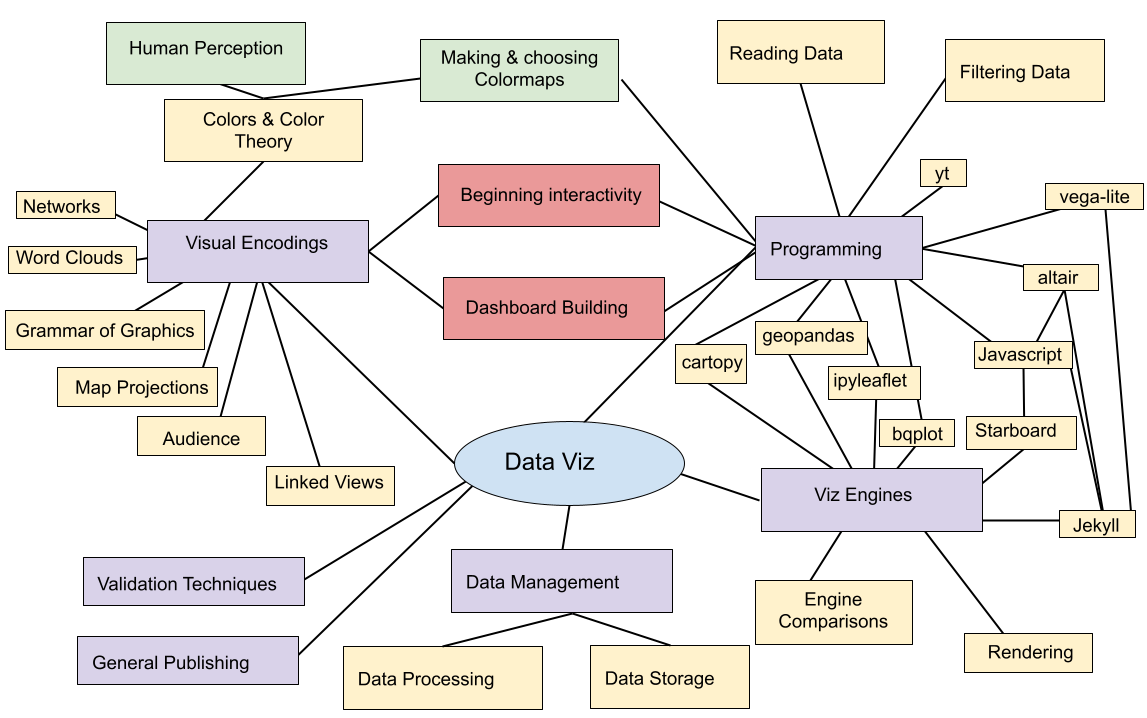 Human Perception
Making & choosing
Colormaps
Reading Data
Filtering Data
Colors & Color
Theory
yt
Networks
Beginning interactivity
vega-lite
Visual Encodings
Programming
Word Clouds
altair
Grammar of Graphics
Dashboard Building
geopandas
cartopy
Javascript
Map Projections
ipyleaflet
Audience
bqplot
Starboard
Data Viz
Linked Views
Viz Engines
Jekyll
Validation Techniques
Data Management
Engine
Comparisons
General Publishing
Rendering
Data Processing
Data Storage